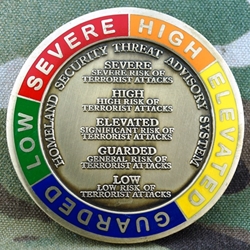 SEVERE
HIGH
ELEVATED
GUARDED
LOW
HOMELAND SECURITY THREAT ADVISORY SYSTEM
SEVERE
SEVERE RISK OF
TERRORIST ATTACKS
HIGH
HIGH RISK OF
TERRORIST ATTACKS
ELEVATED
SIGNIFICANT RISK OF
TERRORIST ATTACKS
GUARDED
GENERAL RISK OF
TERRORIST ATTACKS
LOW
LOW RISK OF
TERRORIST ATTACKS